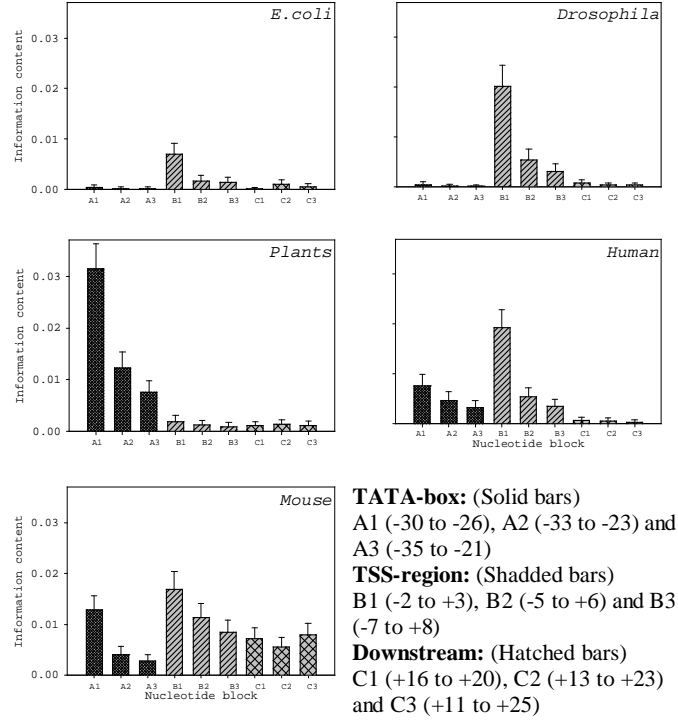 E.coli
Information content
0.03
0.02
0.01
0.00
A1 A2 A3 B1 B2 B3 C1 C2 C3
Drosophila
A1 A2 A3 B1 B2 B3 C1 C2 C3
Plants
Information content
0.03
0.02
0.01
0.00
A1 A2 A3 B1 B2 B3 C1 C2 C3
Human
A1 A2 A3 B1 B2 B3 C1 C2 C3
Nucleotide block
Mouse
Information content
0.03
0.02
0.01
0.00
A1 A2 A3 B1 B2 B3 C1 C2 C3
Nucleotide block
TATA-box: (Solid bars)
A1 (-30 to -26), A2 (-33 to -23) and
A3 (-35 to -21)
TSS-region: (Shadded bars)
B1 (-2 to +3), B2 (-5 to +6) and B3
(-7 to +8)
Downstream: (Hatched bars)
C1 (+16 to +20), C2 (+13 to +23)
and C3 (+11 to +25)